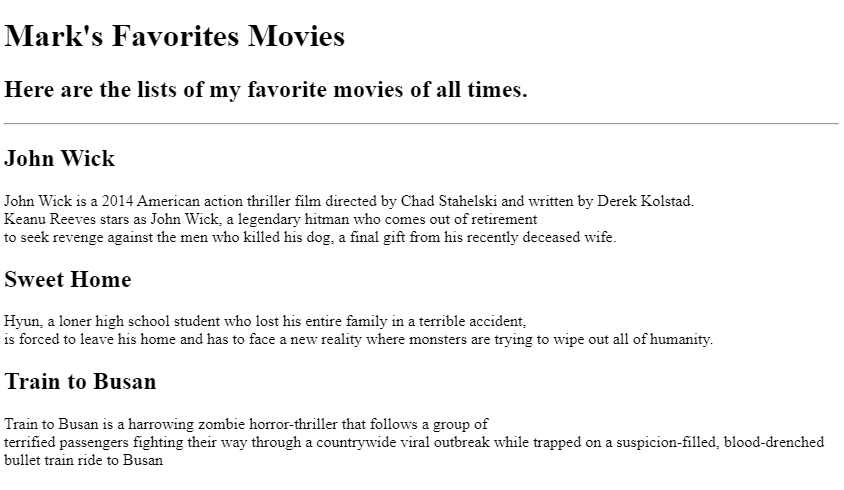 Mark's Favorites Movies
Here are the lists of my favorite movies of all times.
John Wick
John Wick is a 2014 American action thriller film directed by Chad Stahelski and written by Derek Kolstad.
Keanu Reeves stars as John Wick, a legendary hitman who comes out of retirement
to seek revenge against the men who killed his dog, a final gift from his recently deceased wife.
Sweet Home
Hyun, a loner high school student who lost his entire family in a terrible accident,
is forced to leave his home and has to face a new reality where monsters are trying to wipe out all of humanity.
Train to Busan
Train to Busan is a harrowing zombie horror-thriller that follows a group of
terrified passengers fighting their way through a countrywide viral outbreak while trapped on a suspicion-filled, blood-drenched
bullet train ride to Busan